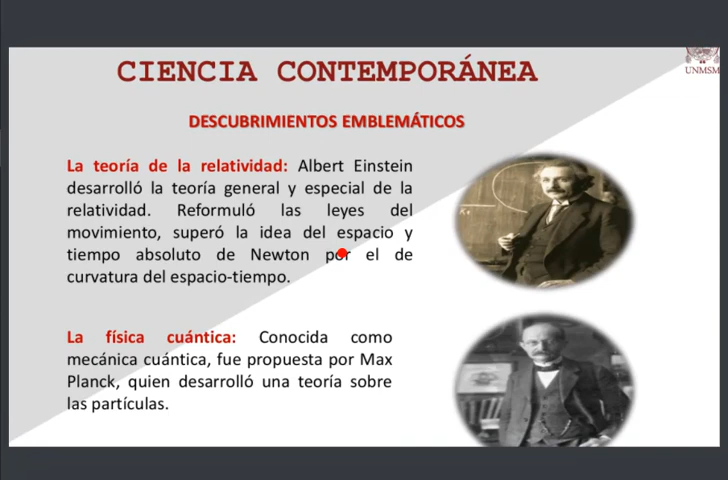 CIENCIA CONTEMPORÁNEA
UNMSM
DESCUBRIMIENTOS EMBLEMÁTICOS
La teoría de la relatividad: Albert Einstein
desarrolló la teoría general y especial de la
relatividad. Reformuló las leyes del
movimiento, superó la idea del espacio y
tiempo absoluto de Newton por el de
curvatura del espacio-tiempo.
La física cuántica: Conocida como
mecánica cuántica, fue propuesta por Max
Planck, quien desarrolló una teoría sobre
las partículas.